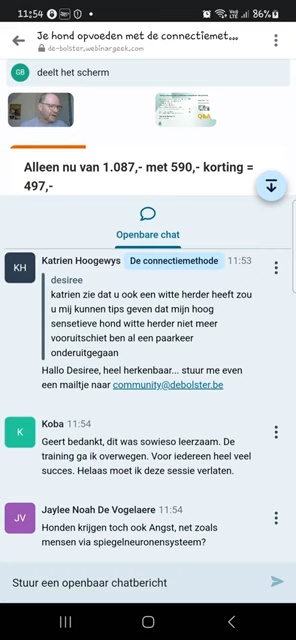 11:54
86%
Je hond opvoeden met de connectiemet...
de-bolster.webinargeek.com
GB deelt het scherm
Q&A
Alleen nu van 1.087,- met 590,- korting =
497,-
Openbare chat
KH Katrien Hoogewys De connectiemethode 11:53
desiree
katrien zie dat u ook een witte herder heeft zou
u mij kunnen tips geven dat mijn hoog
sensetieve hond witte herder niet meer
vooruitschiet ben al een paarkeer
onderuitgegaan
Hallo Desiree, heel herkenbaar... stuur me even
een mailtje naar community@debolster.be
K Koba 11:54
Geert bedankt, dit was sowieso leerzaam. De
training ga ik overwegen. Voor iedereen heel veel
succes. Helaas moet ik deze sessie verlaten.
JV Jaylee Noah De Vogelaere 11:54
Honden krijgen toch ook Angst, net zoals
mensen via spiegelneuronensysteem?
Stuur een openbaar chatbericht